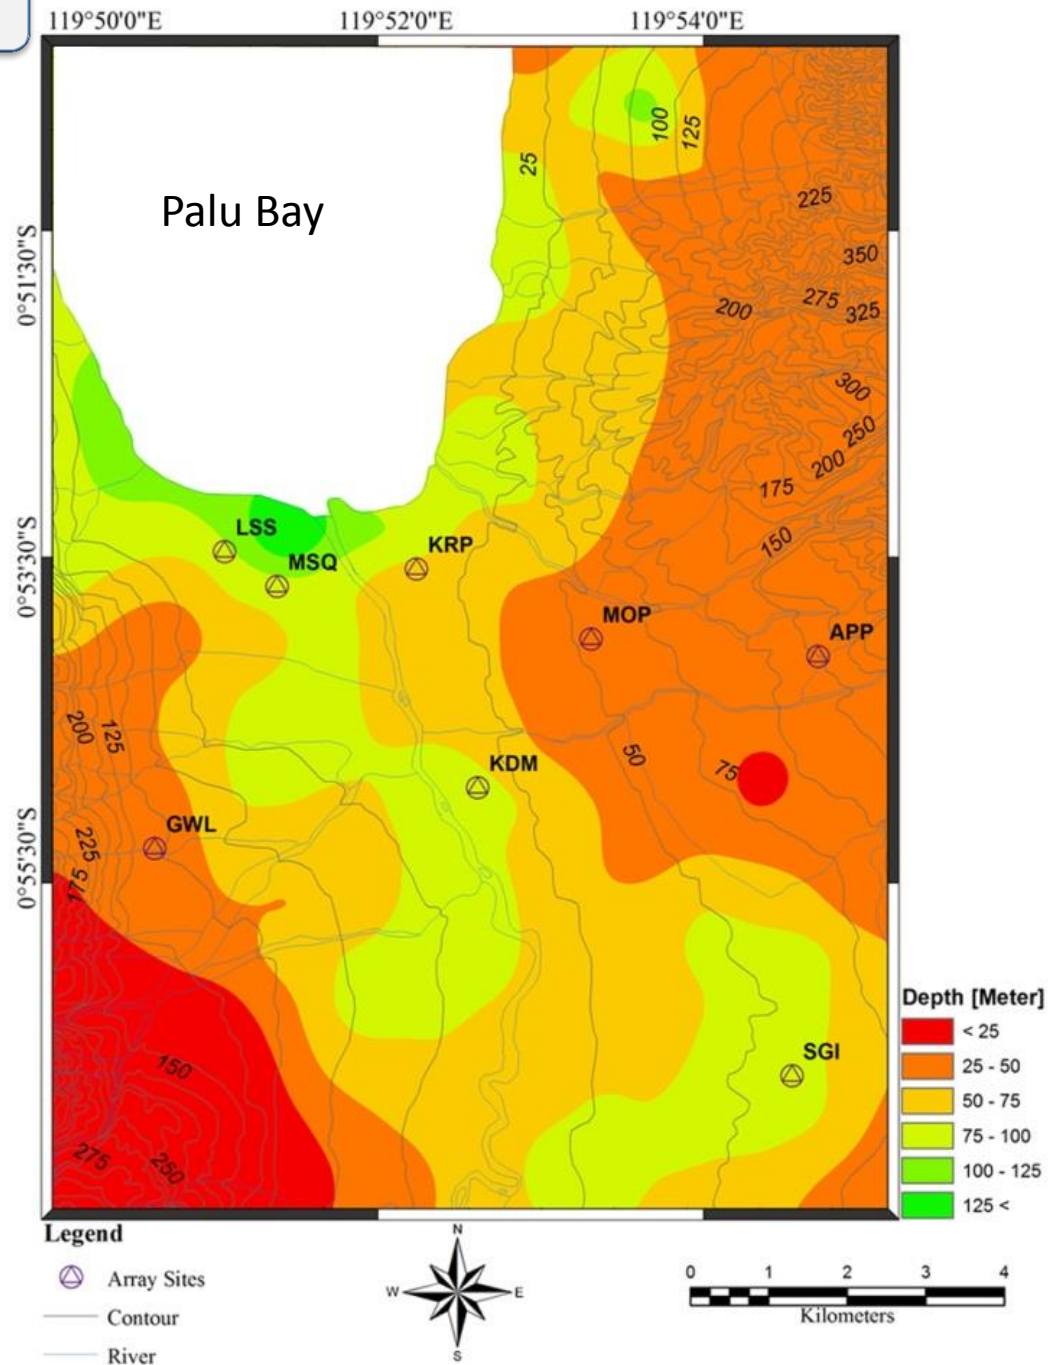 119°50'0"E 119°52'0"E 119°54'0"E
100
125
25
Palu Bay
225
0°51'30"S
350
275
200
325
300
250
200
175
150
LSS
KRP
MSQ
0°53'30"S
MOP
APP
200
125
50
KDM
75
GWL
225
0°55'30"S
175
Depth [Meter]
< 25
25 - 50
50 - 75
75 - 100
100 - 125
125 <
SGI
150
275
250
Legend
Array Sites
Contour
River
N
W E
S
0 1 2 3 4
Kilometers